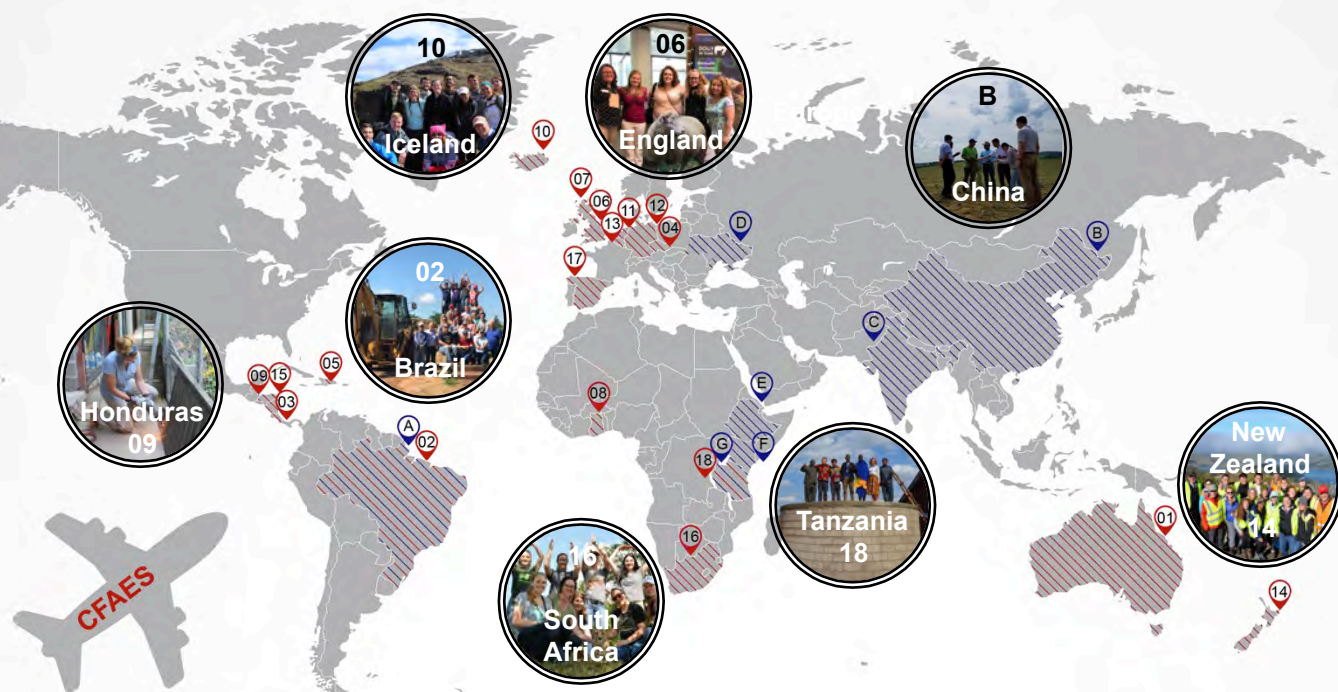 10
Iceland
06
England
B
China
10
07
06
13
11
12
04
D
B
17
02
Brazil
C
Honduras
09
09
15
05
03
08
E
A
02
G
F
18
Tanzania
18
New
Zealand
14
01
16
16
South
Africa
14
CFAES